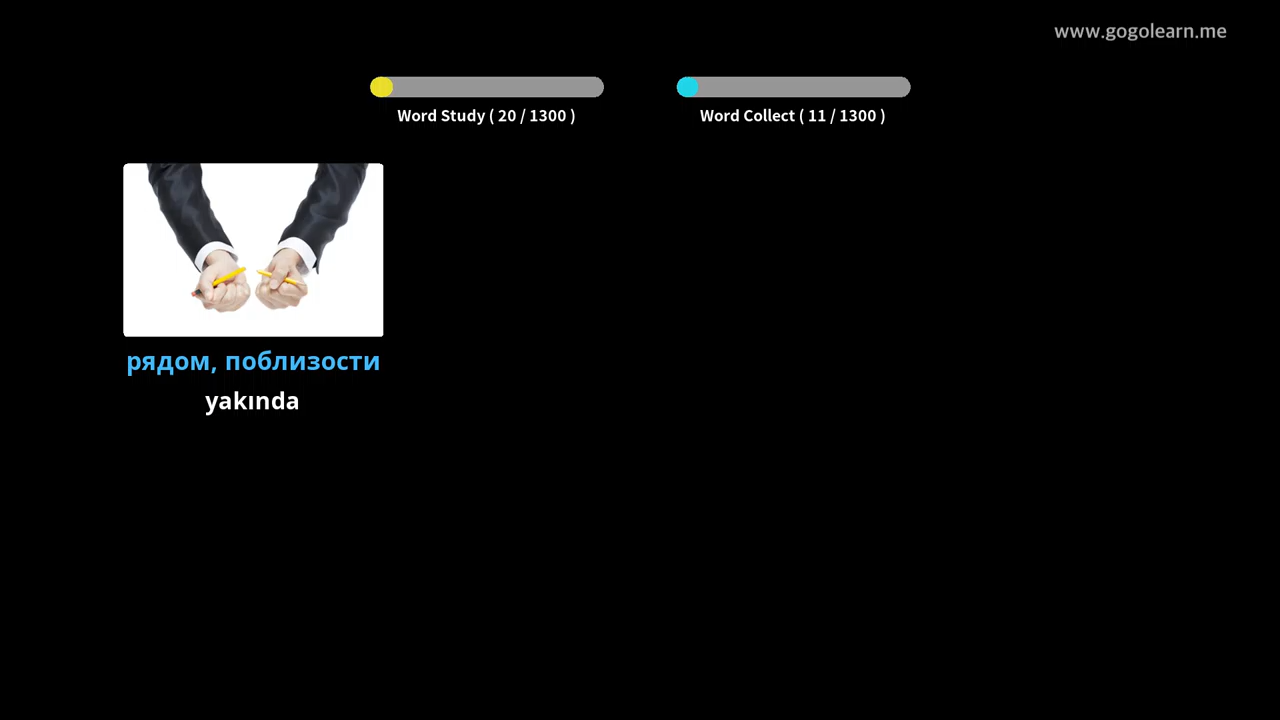 www.gogolearn.me
Word Study ( 20 / 1300 )
Word Collect ( 11 / 1300 )
рядом, поблизости
yakında